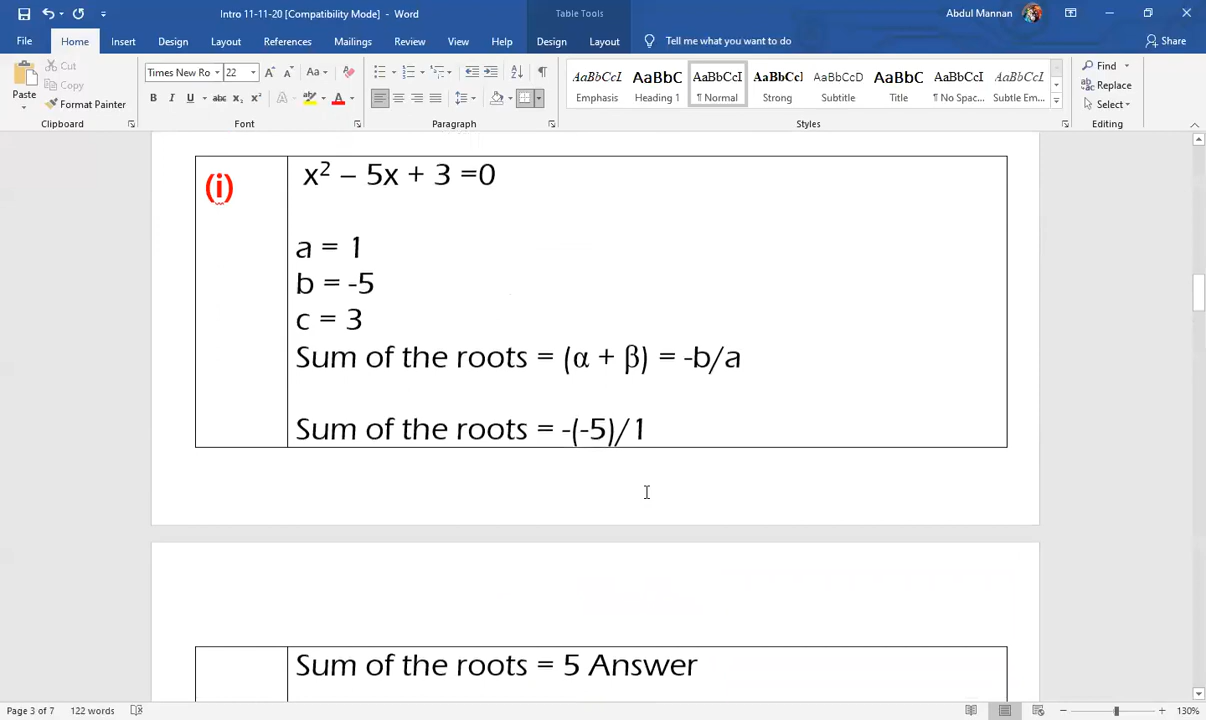 Intro 11-11-20 [Compatibility Mode] - Word
Table Tools
Abdul Mannan
File Home Insert Design Layout References Mailings Review View Help Design Layout Tell me what you want to do Share
Paste
Cut
Copy
Format Painter
Clipboard
Times New Ro 22
Font
Paragraph
AaBbCcI AaBbC AaBbCcI AaBbCc AaBbCcD AaBbC AaBbCcI AaBbCcI
Emphasis Heading 1 ¶ Normal Strong Subtitle Title ¶ No Spac... Subtle Em...
Styles
Find
Replace
Select
Editing
(i)
x² – 5x + 3 =0
a = 1
b = -5
c = 3
Sum of the roots = (α + β) = -b/a
Sum of the roots = -(-5)/1
Sum of the roots = 5 Answer
Page 3 of 7 122 words 130%